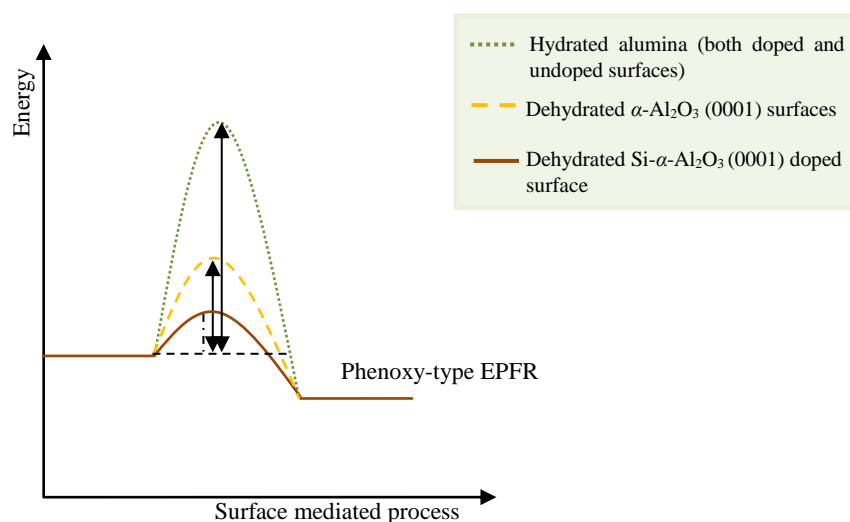 Energy
Hydrated alumina (both doped and
undoped surfaces)
Dehydrated α-Al₂O₃ (0001) surfaces
Dehydrated Si-α-Al₂O₃ (0001) doped
surface
Phenoxy-type EPFR
Surface mediated process